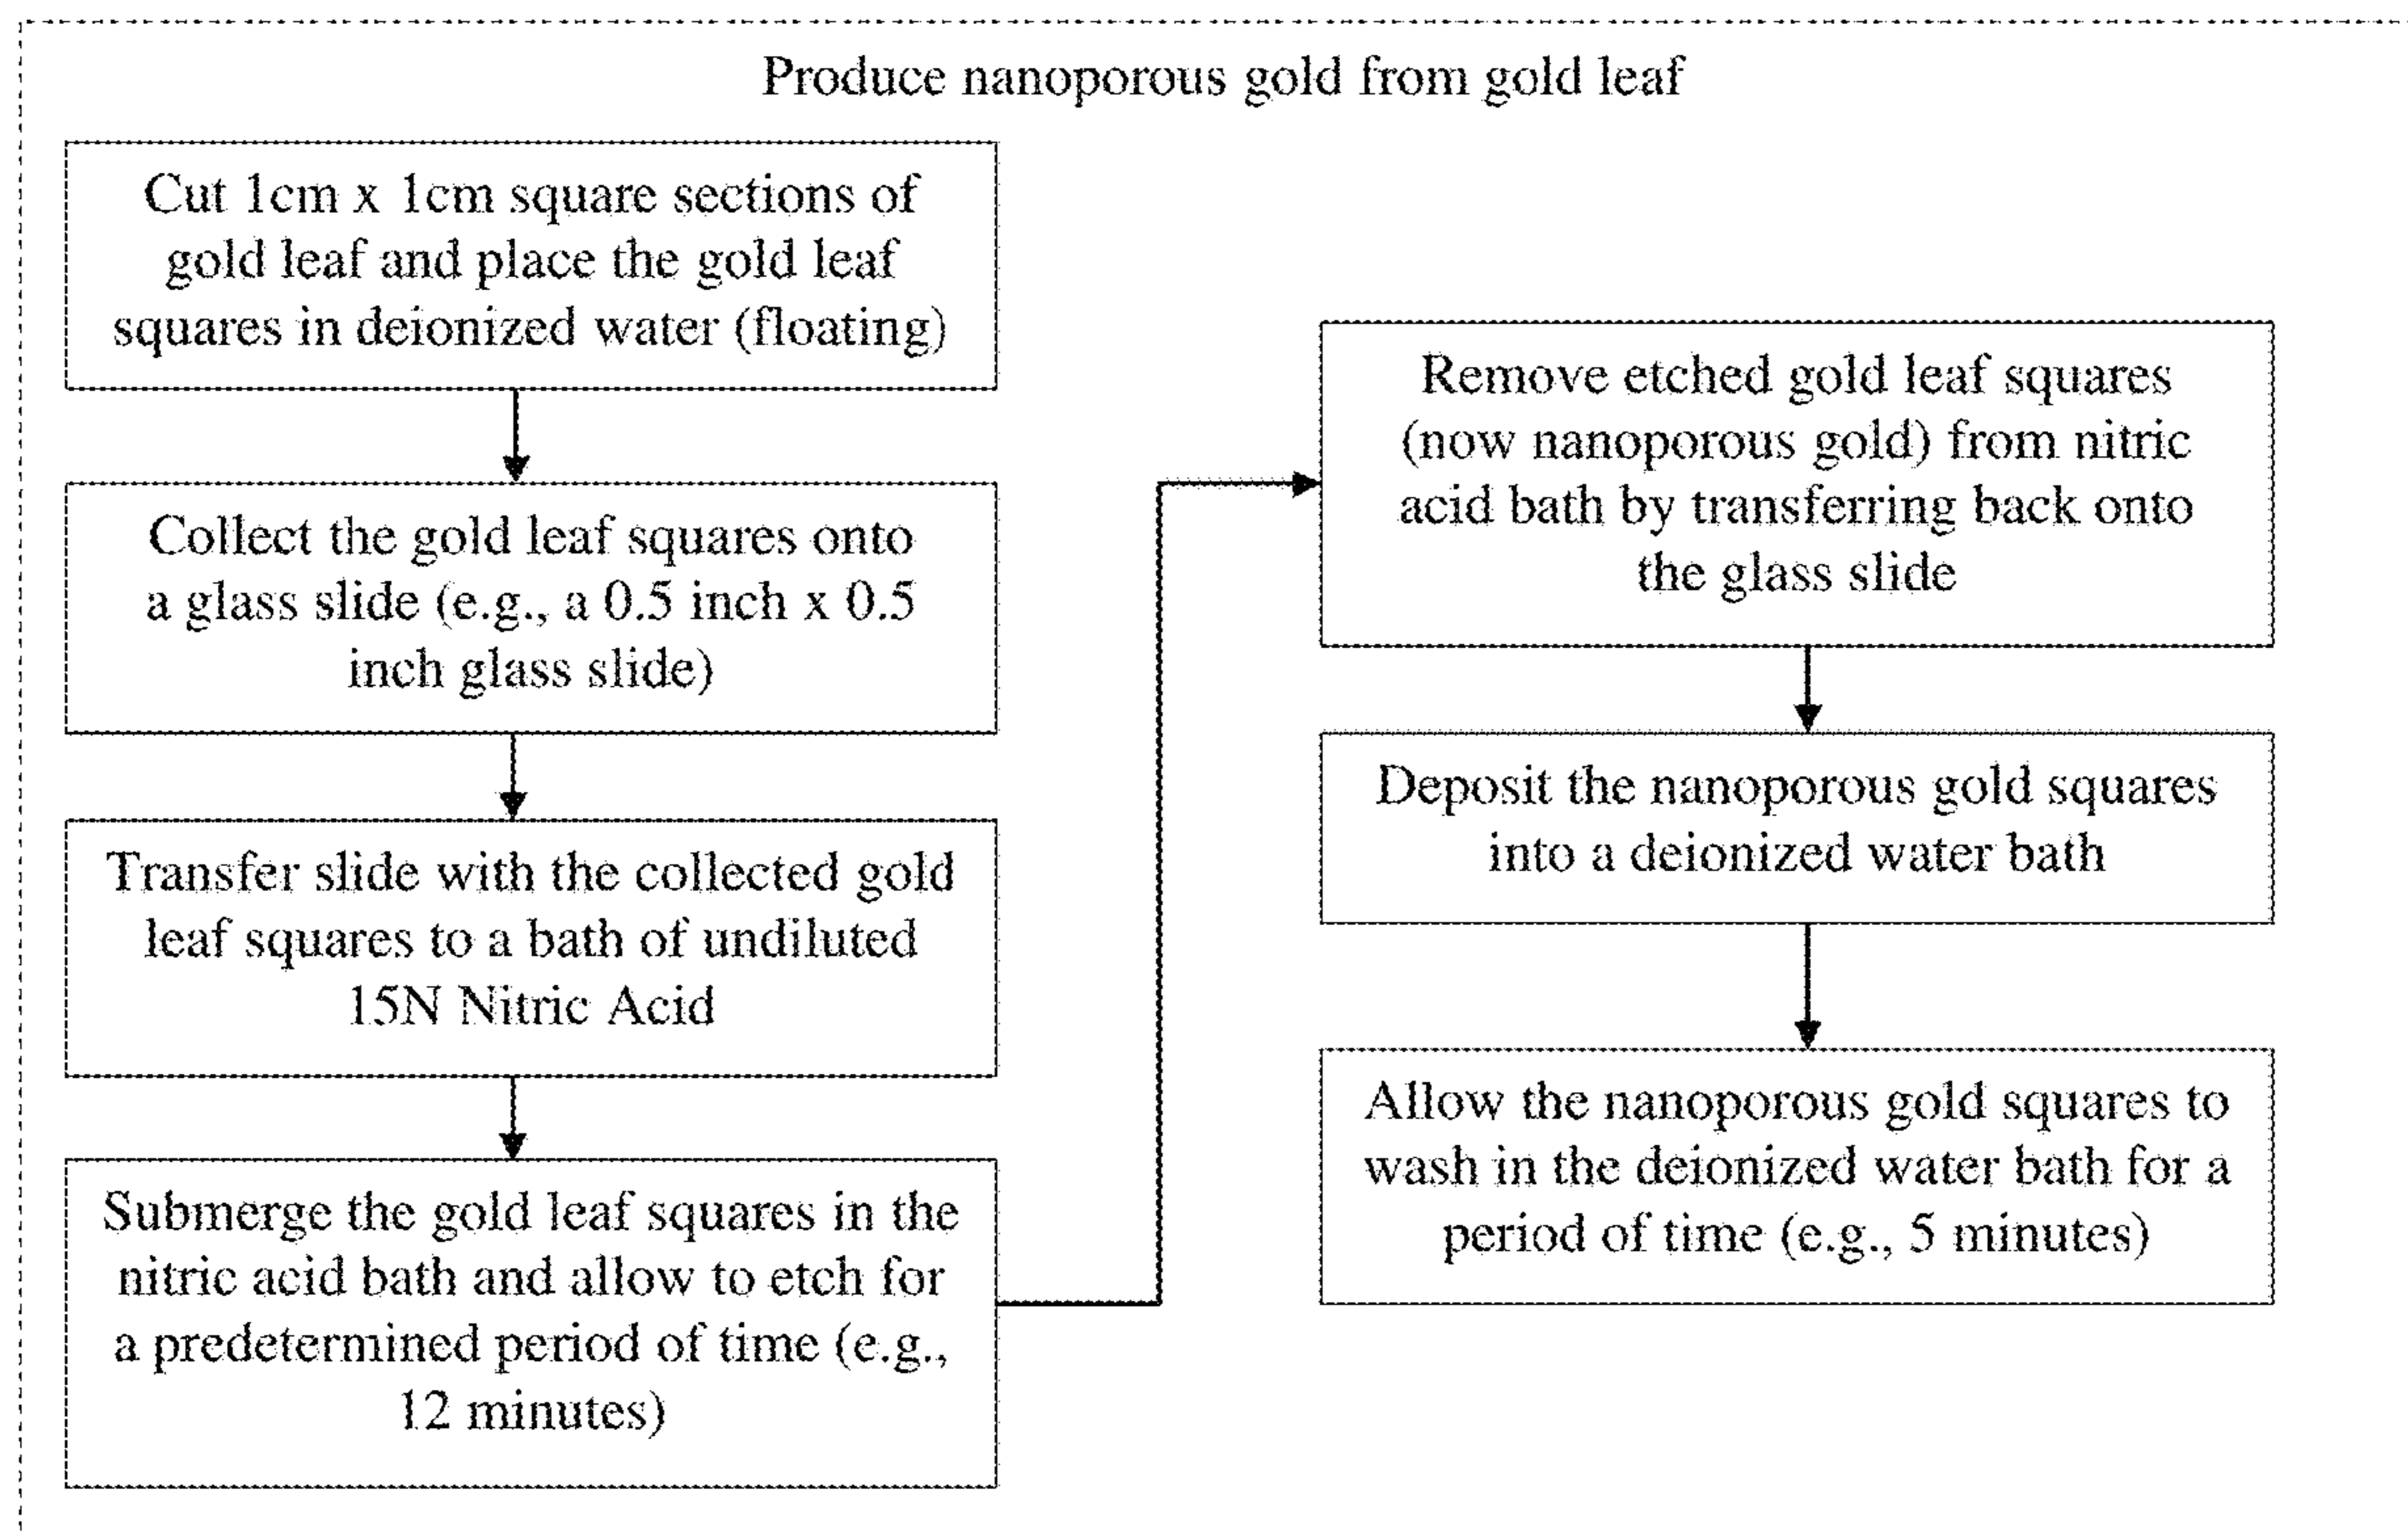 Produce nanoporous gold from gold leaf
Cut 1cm x 1cm square sections of
gold leaf and place the gold leaf
squares in deionized water (floating)
Collect the gold leaf squares onto
a glass slide (e.g., a 0.5 inch x 0.5
inch glass slide)
Transfer slide with the collected gold
leaf squares to a bath of undiluted
15N Nitric Acid
Submerge the gold leaf squares in the
nitric acid bath and allow to etch for
a predetermined period of time (e.g.,
12 minutes)
Remove etched gold leaf squares
(now nanoporous gold) from nitric
acid bath by transferring back onto
the glass slide
Deposit the nanoporous gold squares
into a deionized water bath
Allow the nanoporous gold squares to
wash in the deionized water bath for a
period of time (e.g., 5 minutes)